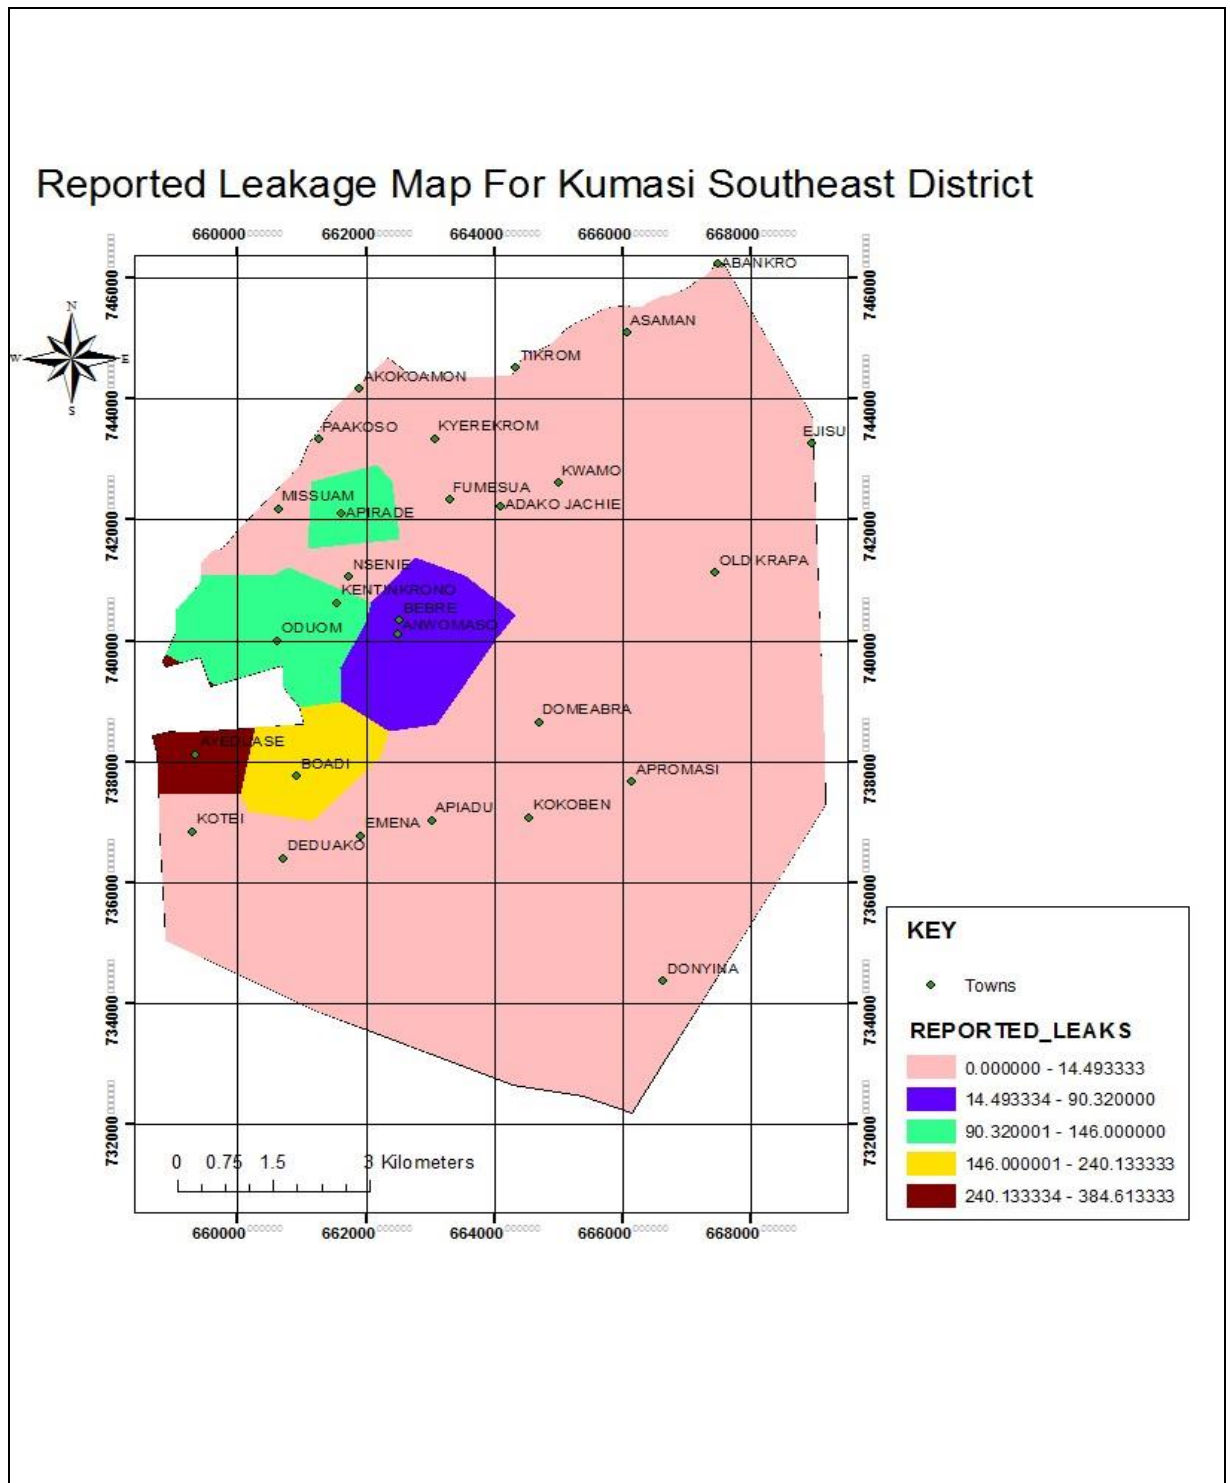 Reported Leakage Map For Kumasi Southeast District
660000 662000 664000 666000 668000
746000
746000
ABANKRO
ASAMAN
N
W E
S
TIKROM
AKOKOAMON
744000
744000
PAAKOSO
KYEREKROM
EJISU
KWAMO
MISSUAM
FUMESUA
ADAKO JACHIE
APIRADE
742000
742000
OLD KRAPA
NSENIE
KENTINKRONO
BEBRE
ANWOMASO
ODUOM
740000
740000
DOMEABRA
AYEDUASE
BOADI
APROMASI
738000
738000
KOTEI
EMENA
APIADU
KOKOBEN
DEDUAKO
736000
736000
DONYINA
734000
734000
732000
732000
0 0.75 1.5 3 Kilometers
660000 662000 664000 666000 668000
KEY
Towns
REPORTED_LEAKS
0.000000 - 14.493333
14.493334 - 90.320000
90.320001 - 146.000000
146.000001 - 240.133333
240.133334 - 384.613333